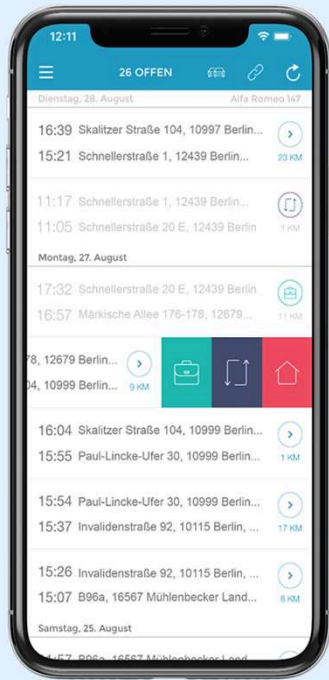 12:11
26 OFFEN
Dienstag, 28. August Alfa Romeo 147
16:39 Skalitzer Straße 104, 10997 Berlin...
15:21 Schnellerstraße 1, 12439 Berlin...
23 KM
11:17 Schnellerstraße 1, 12439 Berlin...
11:05 Schnellerstraße 20 E, 12439 Berlin
1 KM
Montag, 27. August
17:32 Schnellerstraße 20 E, 12439 Berlin
16:57 Märkische Allee 176-178, 12679...
11 KM
78, 12679 Berlin...
04, 10999 Berlin...
9 KM
16:04 Skalitzer Straße 104, 10999 Berlin...
15:55 Paul-Lincke-Ufer 30, 10999 Berlin...
1 KM
15:54 Paul-Lincke-Ufer 30, 10999 Berlin...
15:37 Invalidenstraße 92, 10115 Berlin, ...
17 KM
15:26 Invalidenstraße 92, 10115 Berlin, ...
15:07 B96a, 16567 Mühlenbecker Land...
8 KM
Samstag, 25. August
14:57 B96a, 16567 Mühlenbecker Land...